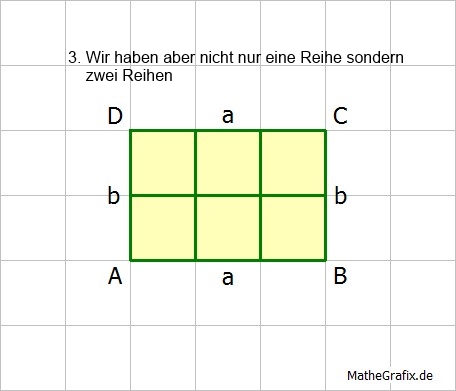 3. Wir haben aber nicht nur eine Reihe sondern
zwei Reihen
D a C
b b
A a B
MatheGrafix.de